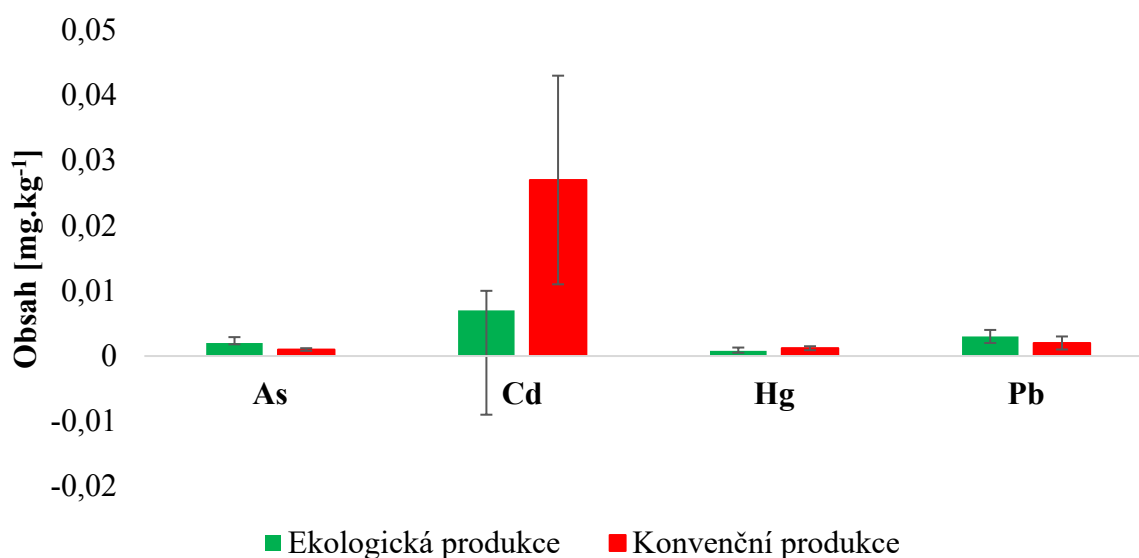 0,05
0,04
0,03
0,02
0,01
0
-0,01
-0,02
Obsah [mg.kg⁻¹]
As Cd Hg Pb
Ekologická produkce Konvenční produkce